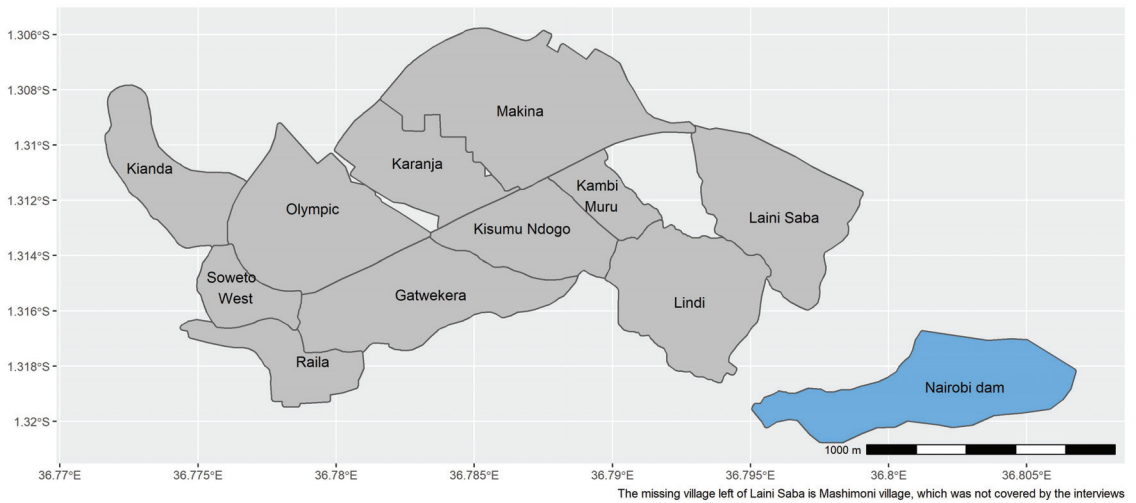 1.306°S
1.308°S
1.31°S
1.312°S
1.314°S
1.316°S
1.318°S
1.32°S
Makina
Karanja
Kianda
Kambi
Muru
Olympic
Laini Saba
Kisumu Ndogo
Soweto
West
Gatwekera
Lindi
Raila
Nairobi dam
1000 m
36.77°E
36.775°E
36.78°E
36.785°E
36.79°E
36.795°E
36.8°E
36.805°E
The missing village left of Laini Saba is Mashimoni village, which was not covered by the interviews